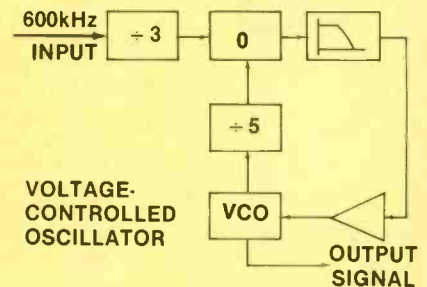 600kHz
INPUT
÷ 3
0
÷ 5
VOLTAGE-
CONTROLLED
OSCILLATOR
VCO
OUTPUT
SIGNAL